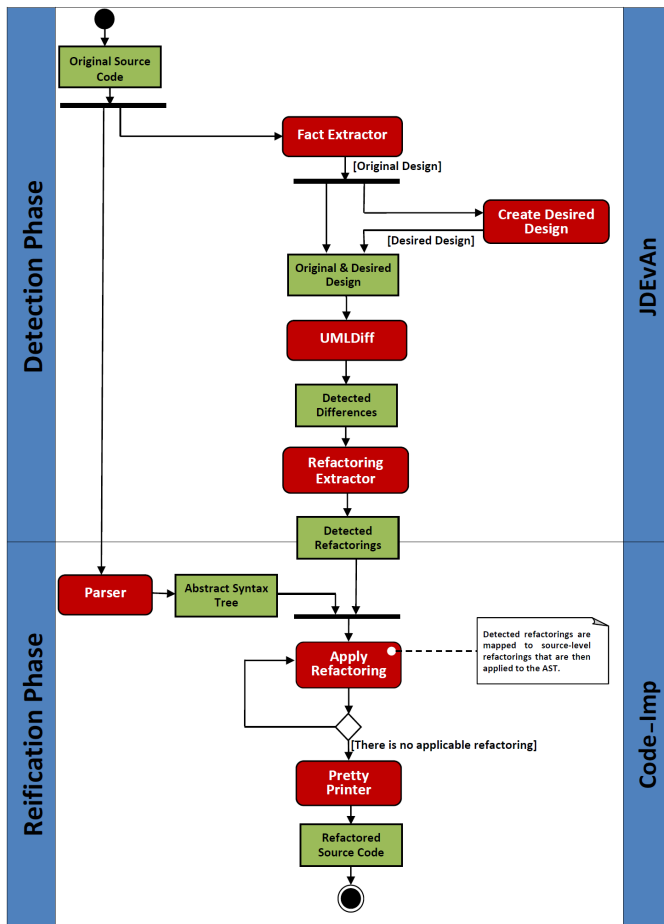 Detection Phase
JDEvAn
Original Source
Code
Fact Extractor
[Original Design]
Create Desired
Design
[Desired Design]
Original & Desired
Design
UMLDiff
Detected
Differences
Refactoring
Extractor
Detected
Refactorings
Reification Phase
Code–Imp
Parser
Abstract Syntax
Tree
Detected refactorings are
mapped to source-level
refactorings that are then
applied to the AST.
Apply
Refactoring
[There is no applicable refactoring]
Pretty
Printer
Refactored
Source Code